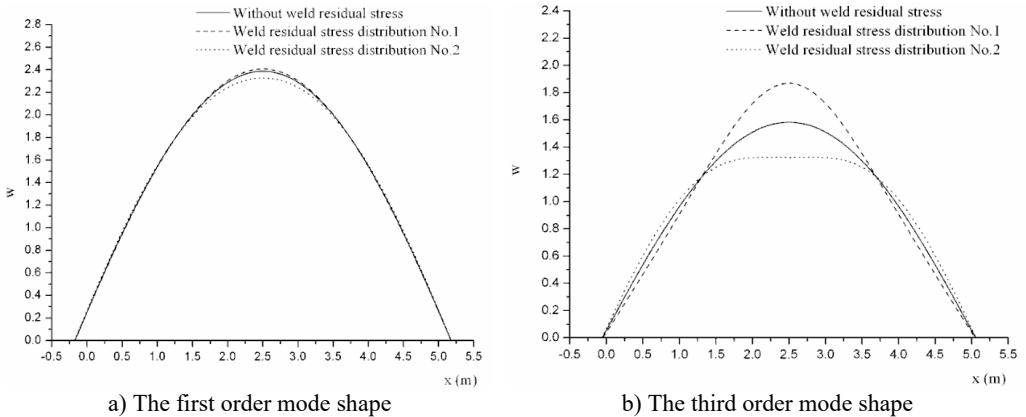 Without weld residual stress
Weld residual stress distribution No.1
Weld residual stress distribution No.2
2.8
2.6
2.4
2.2
2.0
1.8
1.6
1.4
1.2
1.0
0.8
0.6
0.4
0.2
0.0
w
-0.5 0.0 0.5 1.0 1.5 2.0 2.5 3.0 3.5 4.0 4.5 5.0 5.5
x (m)
a) The first order mode shape
Without weld residual stress
Weld residual stress distribution No.1
Weld residual stress distribution No.2
2.4
2.2
2.0
1.8
1.6
1.4
1.2
1.0
0.8
0.6
0.4
0.2
0.0
w
-0.5 0.0 0.5 1.0 1.5 2.0 2.5 3.0 3.5 4.0 4.5 5.0 5.5
x (m)
b) The third order mode shape